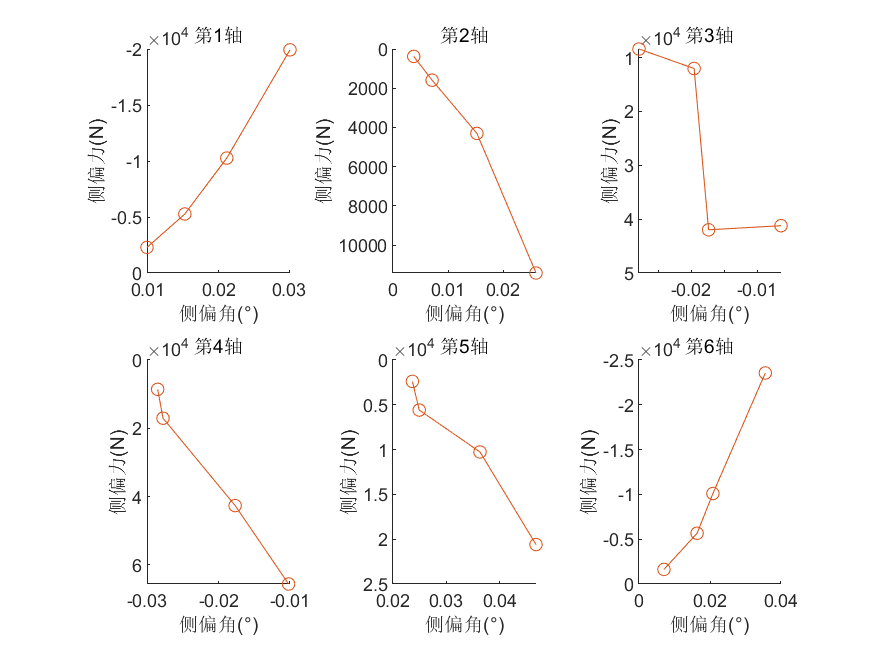 ×10⁴ 第1轴
-2
-1.5
-1
-0.5
0
0.01
0.02
0.03
侧偏力(N)
侧偏角(°)
第2轴
0
2000
4000
6000
8000
10000
0
0.01
0.02
侧偏力(N)
侧偏角(°)
×10⁴ 第3轴
1
2
3
4
5
-0.02
-0.01
侧偏力(N)
侧偏角(°)
×10⁴ 第4轴
0
2
4
6
-0.03
-0.02
-0.01
侧偏力(N)
侧偏角(°)
×10⁴ 第5轴
0
0.5
1
1.5
2
2.5
0.02
0.03
0.04
侧偏力(N)
侧偏角(°)
×10⁴ 第6轴
-2.5
-2
-1.5
-1
-0.5
0
0
0.02
0.04
侧偏力(N)
侧偏角(°)